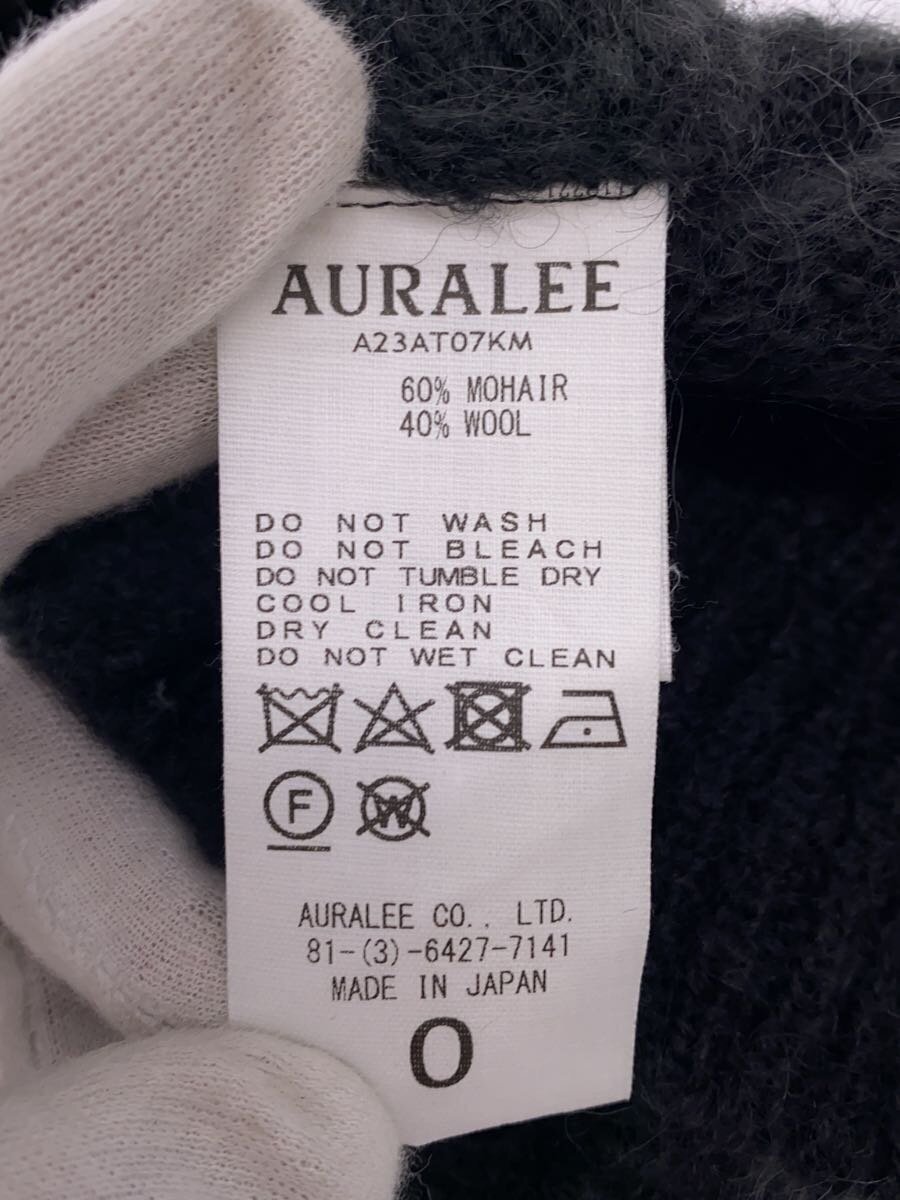 AURALEE
A23AT07KM
60% MOHAIR
40% WOOL
DO NOT WASH
DO NOT BLEACH
DO NOT TUMBLE DRY
COOL IRON
DRY CLEAN
DO NOT WET CLEAN
F W
AURALEE CO., LTD.
81-(3)-6427-7141
MADE IN JAPAN
0